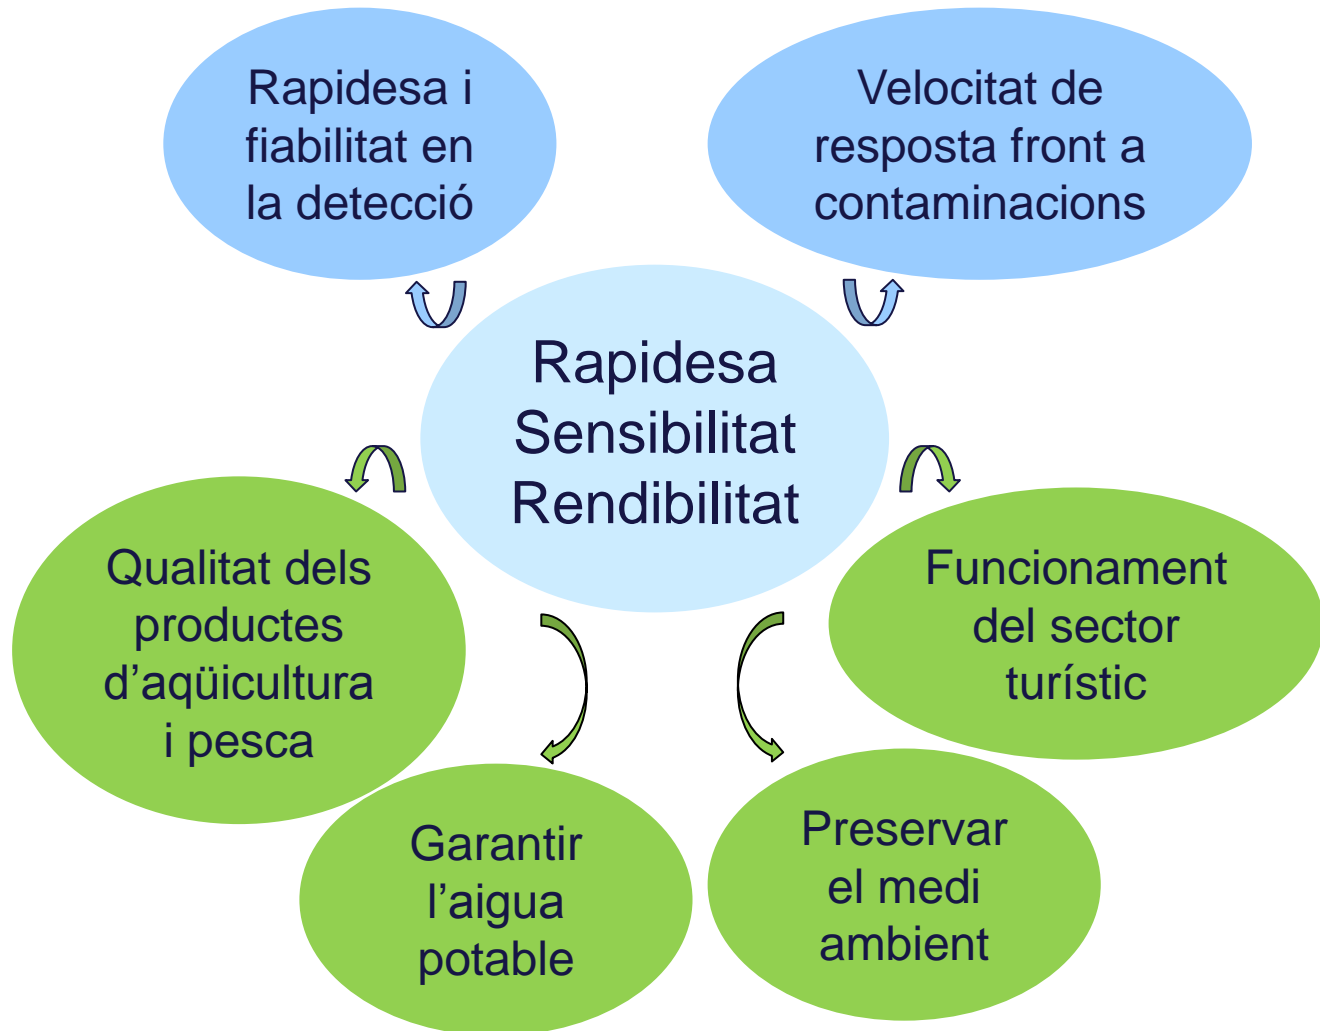 Rapidesa i
fiabilitat en
la detecció
Velocitat de
resposta front a
contaminacions
Rapidesa
Sensibilitat
Rendibilitat
Qualitat dels
productes
d’aqüicultura
i pesca
Funcionament
del sector
turístic
Garantir
l’aigua
potable
Preservar
el medi
ambient